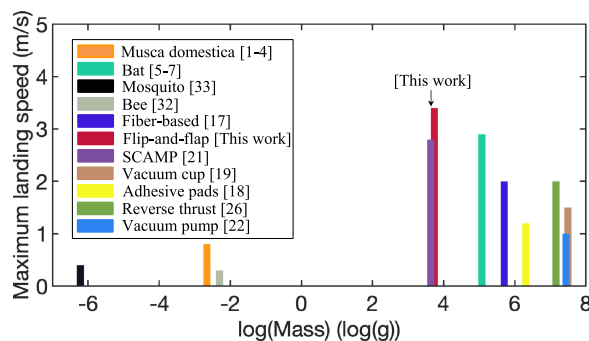 Maximum landing speed (m/s)
5
4
3
2
1
0
Musca domestica [1-4]
Bat [5-7]
Mosquito [33]
Bee [32]
Fiber-based [17]
Flip-and-flap [This work]
SCAMP [21]
Vacuum cup [19]
Adhesive pads [18]
Reverse thrust [26]
Vacuum pump [22]
[This work]
-6 -4 -2 0 2 4 6 8
log(Mass) (log(g))